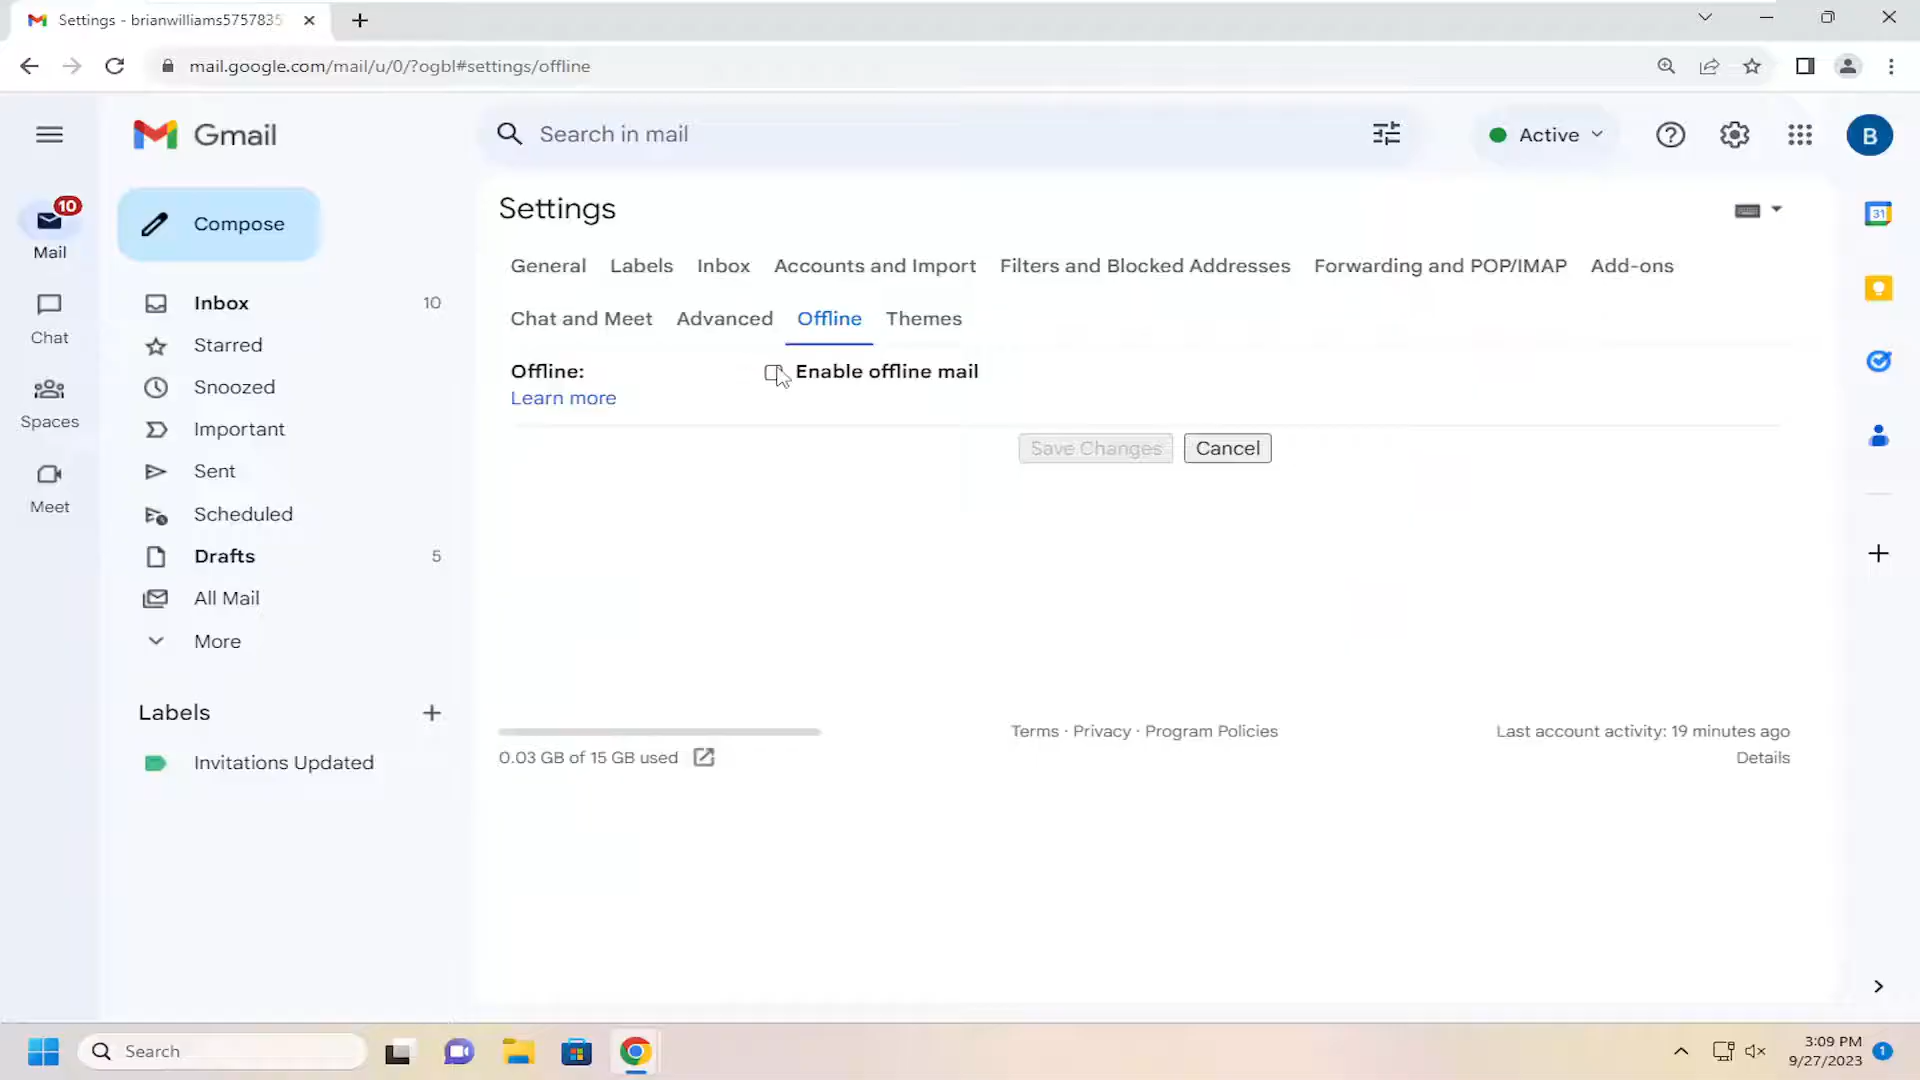 Settings - brianwilliams5757835
mail.google.com/mail/u/0/?ogbl#settings/offline
Gmail
Search in mail
Active
B
10
Mail
Chat
Spaces
Meet
Compose
Inbox 10
Starred
Snoozed
Important
Sent
Scheduled
Drafts 5
All Mail
More
Labels
Invitations Updated
Settings
General Labels Inbox Accounts and Import Filters and Blocked Addresses Forwarding and POP/IMAP Add-ons
Chat and Meet Advanced Offline Themes
Offline: Enable offline mail
Learn more
Save Changes Cancel
0.03 GB of 15 GB used
Terms · Privacy · Program Policies
Last account activity: 19 minutes ago
Details
31
Search
3:09 PM
9/27/2023
1